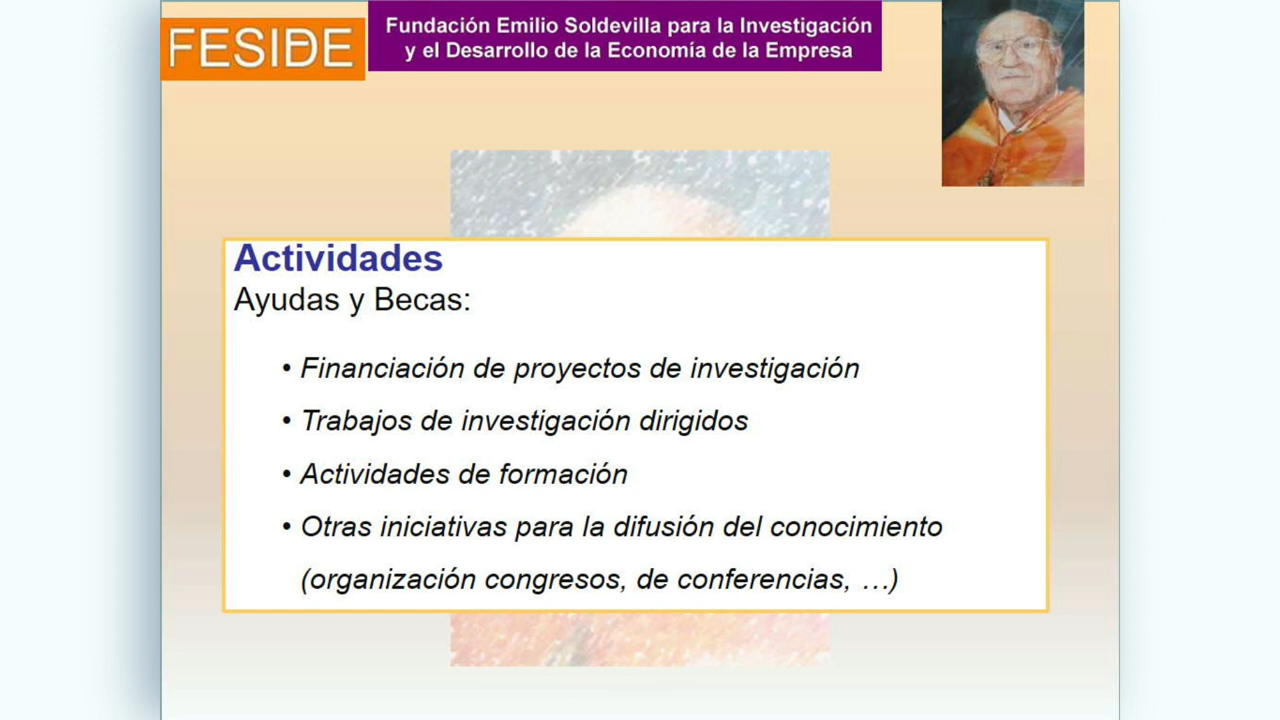 FESIDE
Fundación Emilio Soldevilla para la Investigación
y el Desarrollo de la Economía de la Empresa
Actividades
Ayudas y Becas:
• Financiación de proyectos de investigación
• Trabajos de investigación dirigidos
• Actividades de formación
• Otras iniciativas para la difusión del conocimiento
(organización congresos, de conferencias, …)